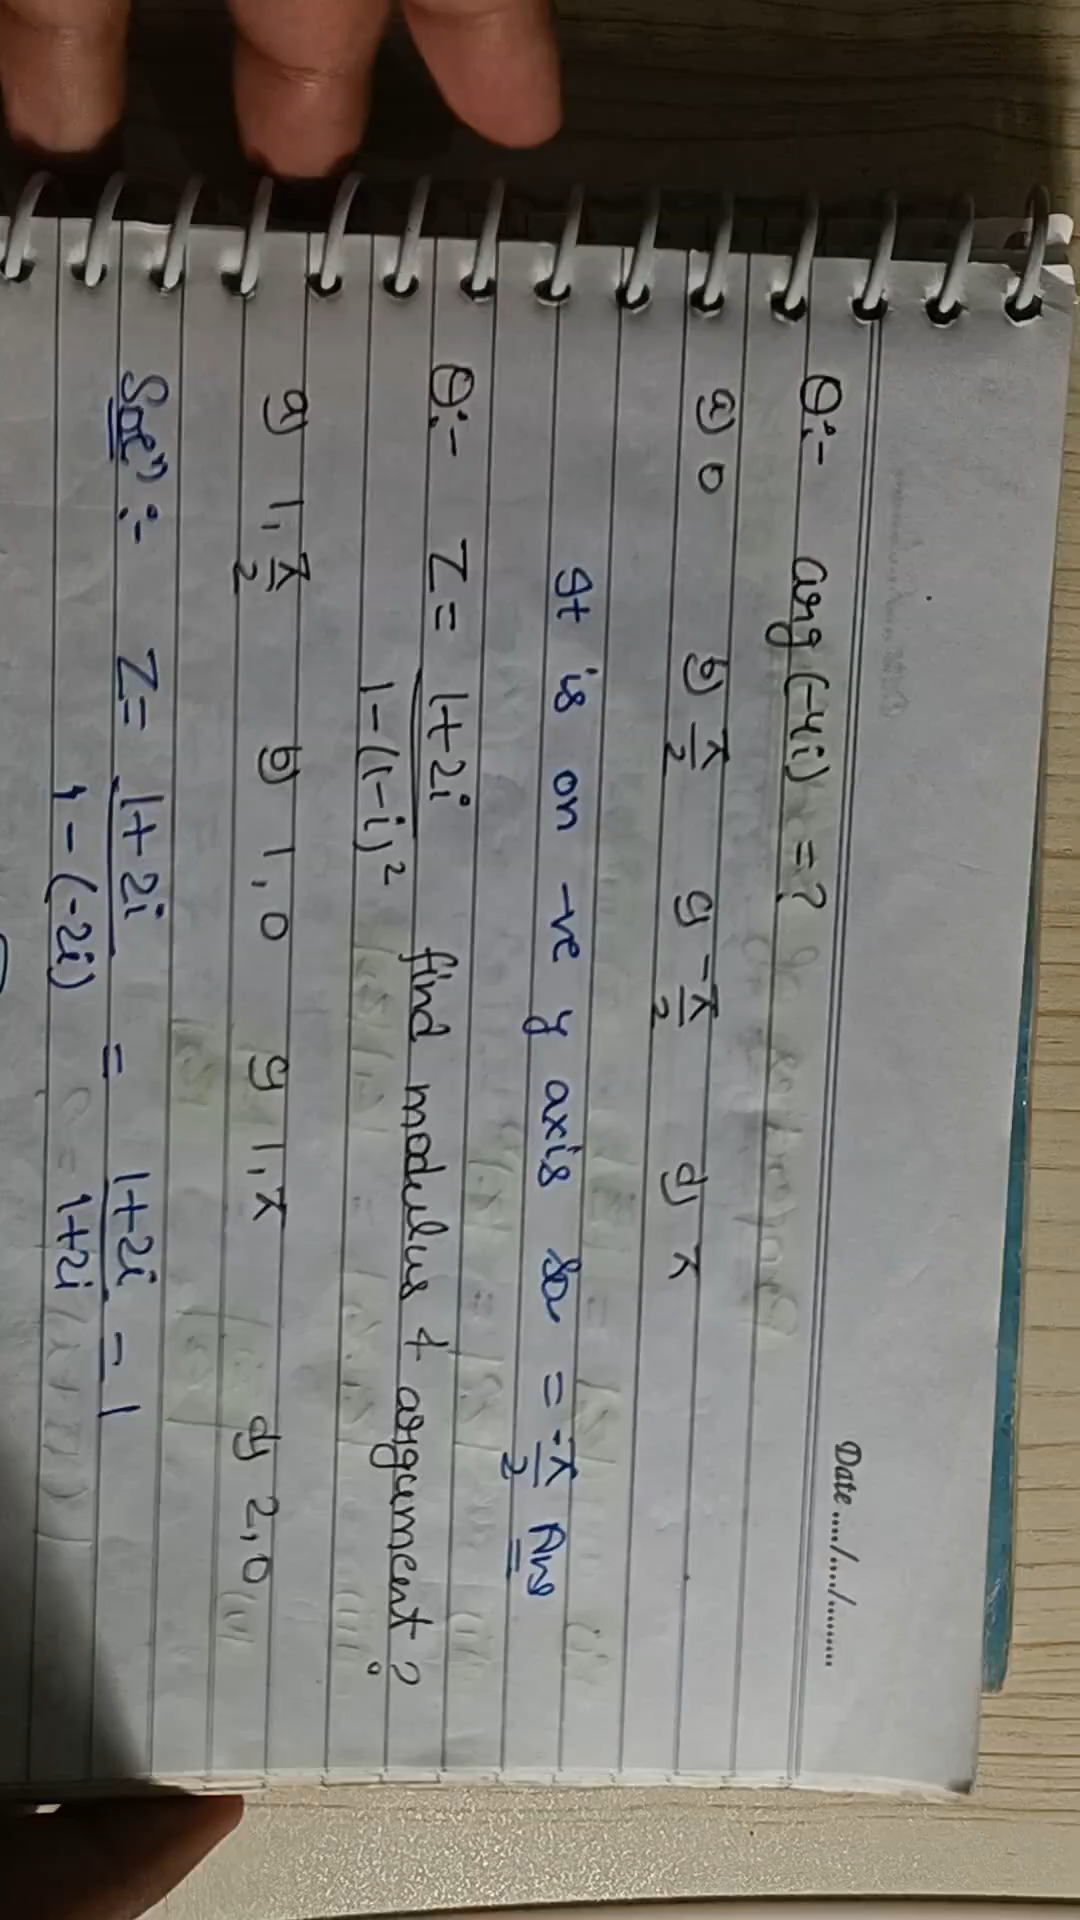 Date ..../..../.........
Q:- arg (-4i) = ?
a) 0 b) π/2 c) -π/2 d) π
It is on -ve y axis so = -π/2 Ans
Q:- Z = (1+2i)/(1-(1-i)²) find modulus & argument?
a) 1, π/2 b) 1, 0 c) 1, π d) 2, 0
Solⁿ :- Z = (1+2i)/(1-(-2i)) = (1+2i)/(1+2i) = 1